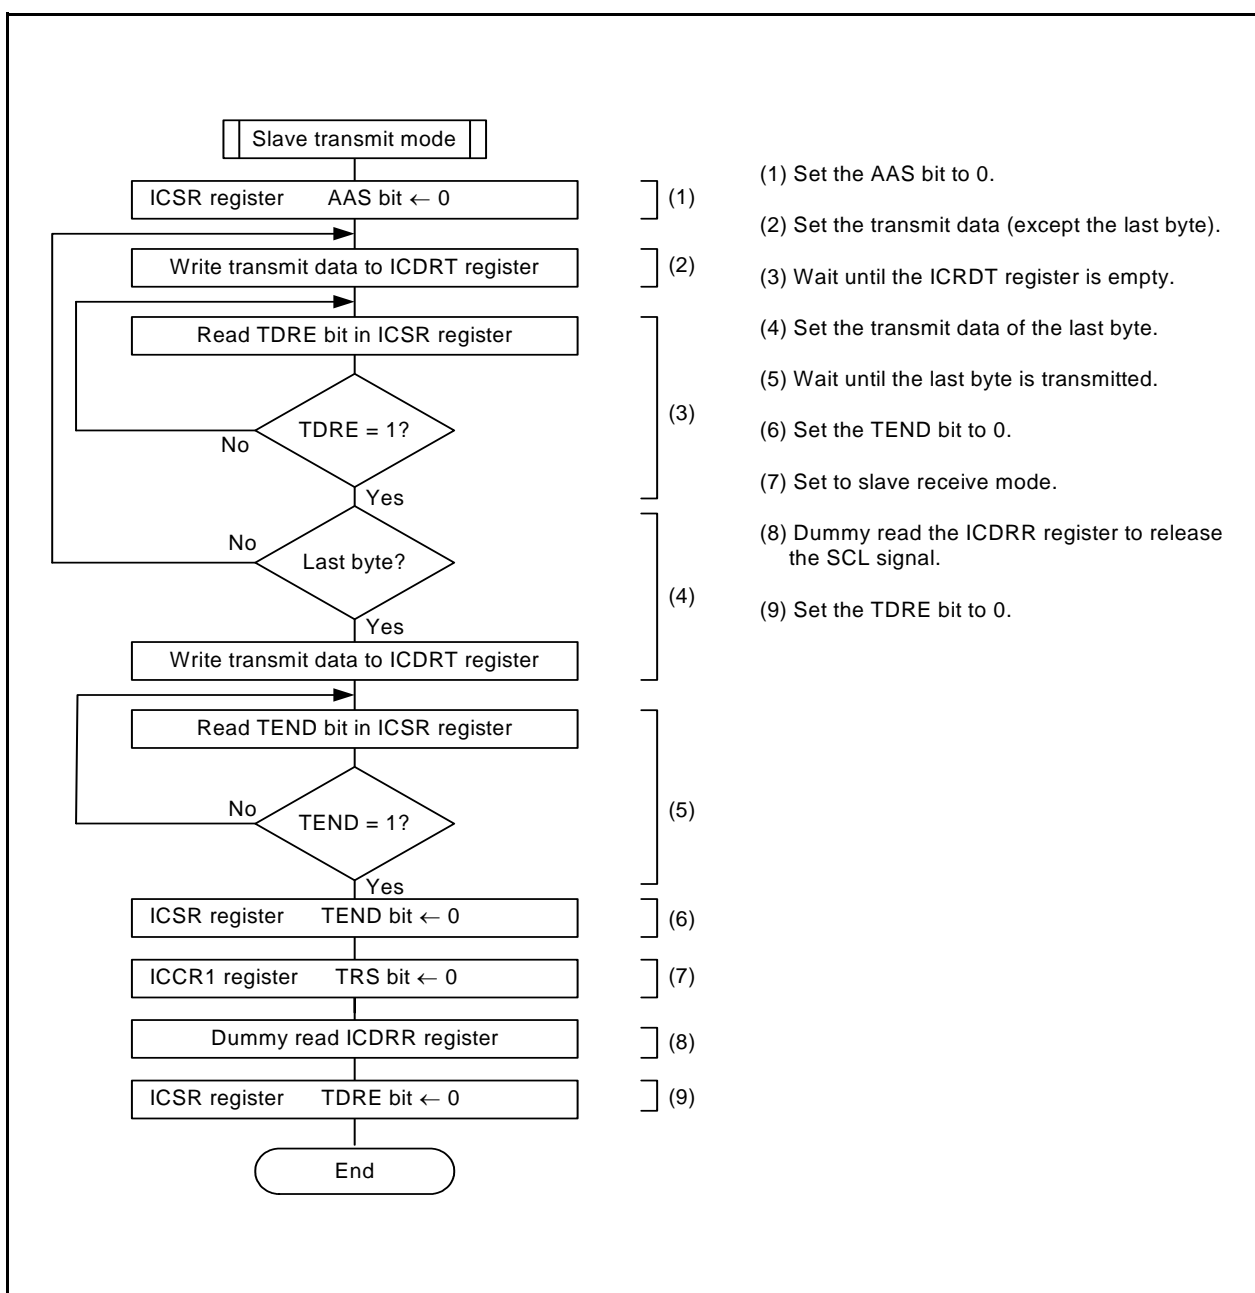 Slave transmit mode
ICSR register AAS bit ← 0
(1)
Write transmit data to ICDRT register
(2)
Read TDRE bit in ICSR register
TDRE = 1?
No
(3)
Yes
No
Last byte?
(4)
Yes
Write transmit data to ICDRT register
Read TEND bit in ICSR register
No
TEND = 1?
(5)
Yes
ICSR register TEND bit ← 0
(6)
ICCR1 register TRS bit ← 0
(7)
Dummy read ICDRR register
(8)
ICSR register TDRE bit ← 0
(9)
End
(1) Set the AAS bit to 0.
(2) Set the transmit data (except the last byte).
(3) Wait until the ICRDT register is empty.
(4) Set the transmit data of the last byte.
(5) Wait until the last byte is transmitted.
(6) Set the TEND bit to 0.
(7) Set to slave receive mode.
(8) Dummy read the ICDRR register to release
the SCL signal.
(9) Set the TDRE bit to 0.